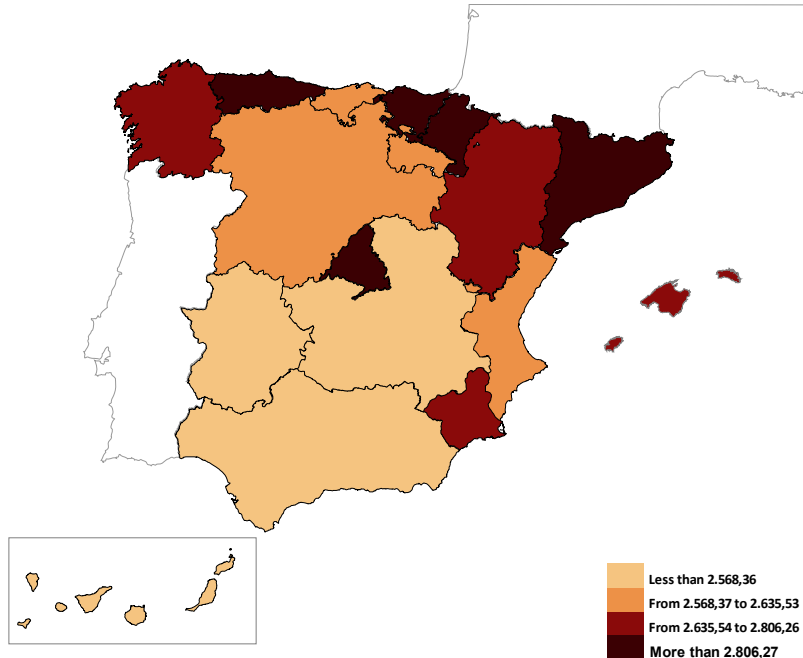 Less than 2.568,36
From 2.568,37 to 2.635,53
From 2.635,54 to 2.806,26
More than 2.806,27